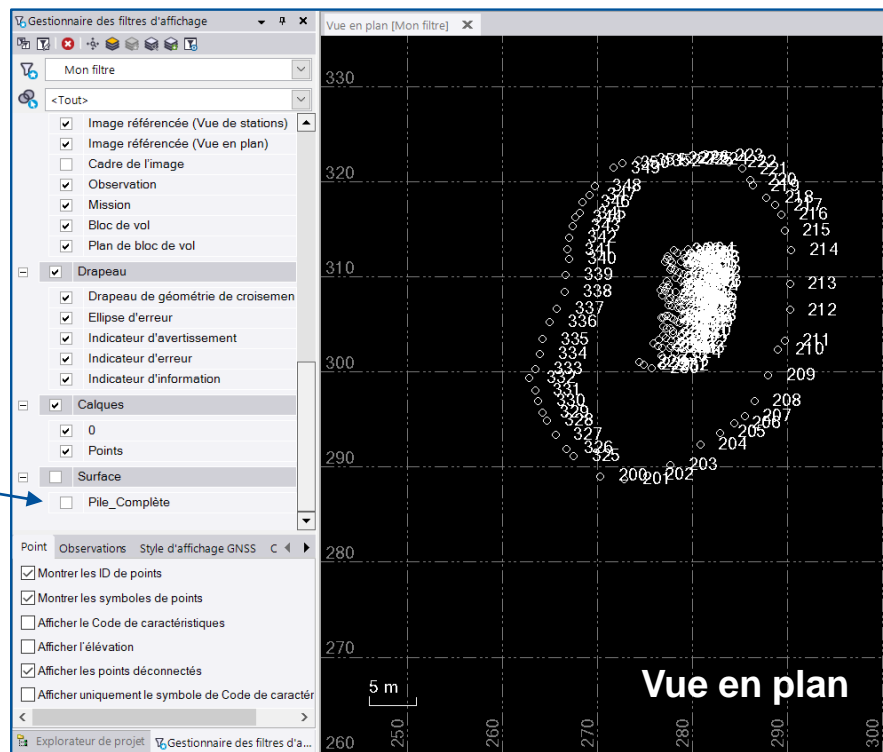 Gestionnaire des filtres d'affichage
Mon filtre
<Tout>
Image référencée (Vue de stations)
Image référencée (Vue en plan)
Cadre de l'image
Observation
Mission
Bloc de vol
Plan de bloc de vol
Drapeau
Drapeau de géométrie de croisemen
Ellipse d'erreur
Indicateur d'avertissement
Indicateur d'erreur
Indicateur d'information
Calques
0
Points
Surface
Pile_Complète
Point Observations Style d'affichage GNSS C
Montrer les ID de points
Montrer les symboles de points
Afficher le Code de caractéristiques
Afficher l'élévation
Afficher les points déconnectés
Afficher uniquement le symbole de Code de caractér
Explorateur de projet Gestionnaire des filtres d'a...
Vue en plan [Mon filtre]
330
320
310
300
290
280
270
260
223
222
221
220
219
218
217
216
215
214
213
212
211
210
209
208
207
206
205
204
203
202
201
200
349
348
342
341
340
339
338
337
336
335
334
333
332
331
330
329
328
327
326
325
5 m
Vue en plan
250
260
270
280
290
300